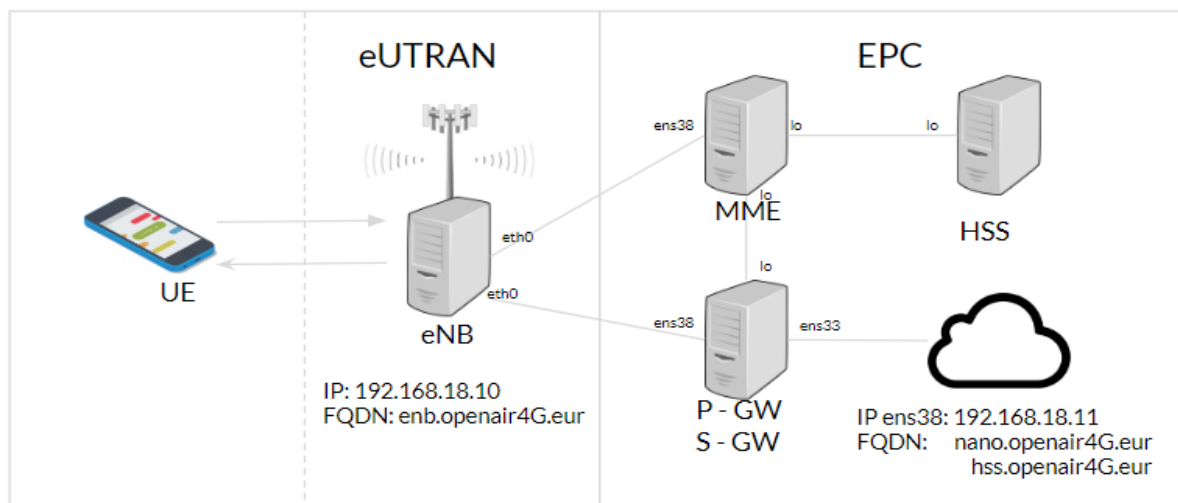 eUTRAN
EPC
ens38
lo
lo
lo
MME
HSS
eth0
lo
UE
eth0
ens38
ens33
eNB
IP: 192.168.18.10
FQDN: enb.openair4G.eur
P - GW
S - GW
IP ens38: 192.168.18.11
FQDN: nano.openair4G.eur
hss.openair4G.eur